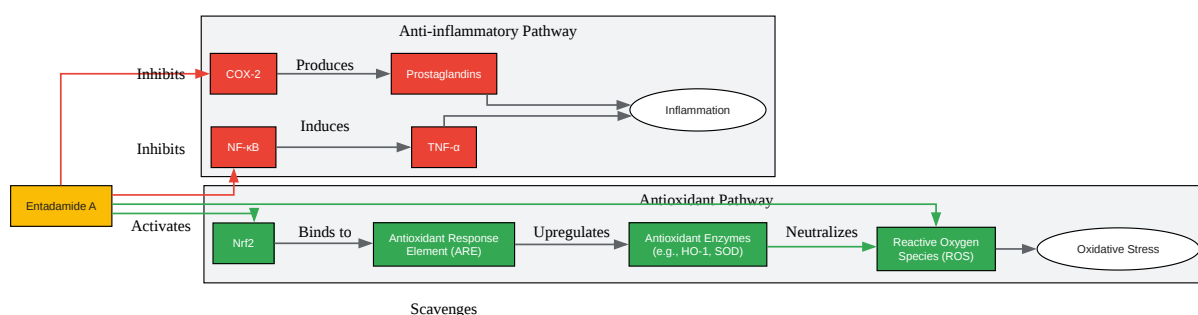 Anti-inflammatory Pathway
Inhibits
COX-2
Produces
Prostaglandins
Inflammation
Inhibits
NF-κB
Induces
TNF-α
Entadamide A
Antioxidant Pathway
Activates
Nrf2
Binds to
Antioxidant Response
Element (ARE)
Upregulates
Antioxidant Enzymes
(e.g., HO-1, SOD)
Neutralizes
Reactive Oxygen
Species (ROS)
Oxidative Stress
Scavenges